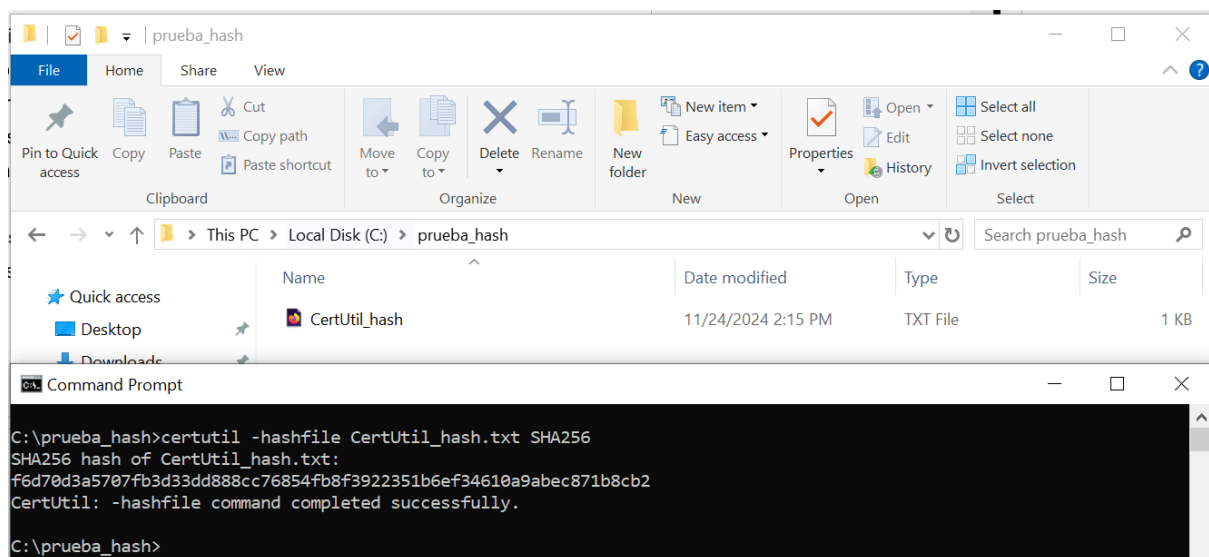 prueba_hash
File Home Share View
Pin to Quick access
Copy
Paste
Cut
Copy path
Paste shortcut
Clipboard
Move to
Copy to
Delete
Rename
Organize
New folder
New item
Easy access
New
Properties
Open
Edit
History
Open
Select all
Select none
Invert selection
Select
This PC > Local Disk (C:) > prueba_hash
Search prueba_hash
Name Date modified Type Size
Quick access
Desktop
Downloads
CertUtil_hash 11/24/2024 2:15 PM TXT File 1 KB
Command Prompt
C:\prueba_hash>certutil -hashfile CertUtil_hash.txt SHA256
SHA256 hash of CertUtil_hash.txt:
f6d70d3a5707fb3d33dd888cc76854fb8f3922351b6ef34610a9abec871b8cb2
CertUtil: -hashfile command completed successfully.
C:\prueba_hash>